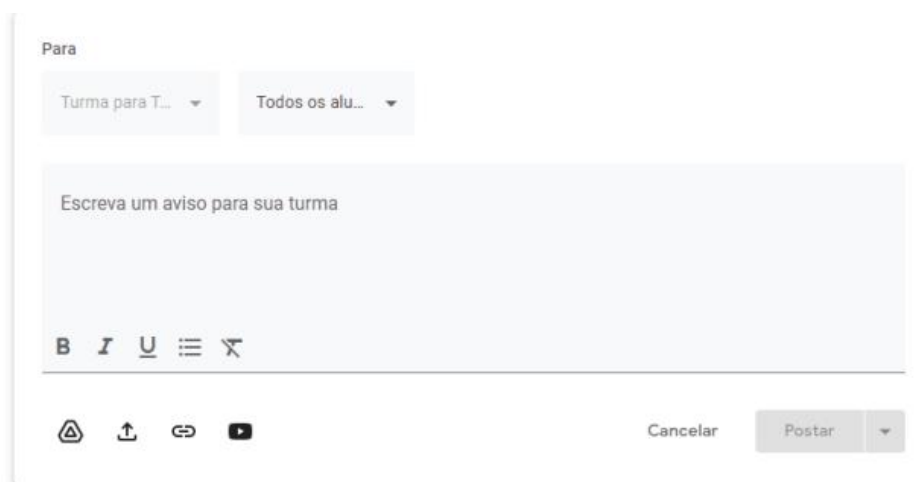 Para
Turma para T... Todos os alu...
Escreva um aviso para sua turma
B I U
Cancelar Postar